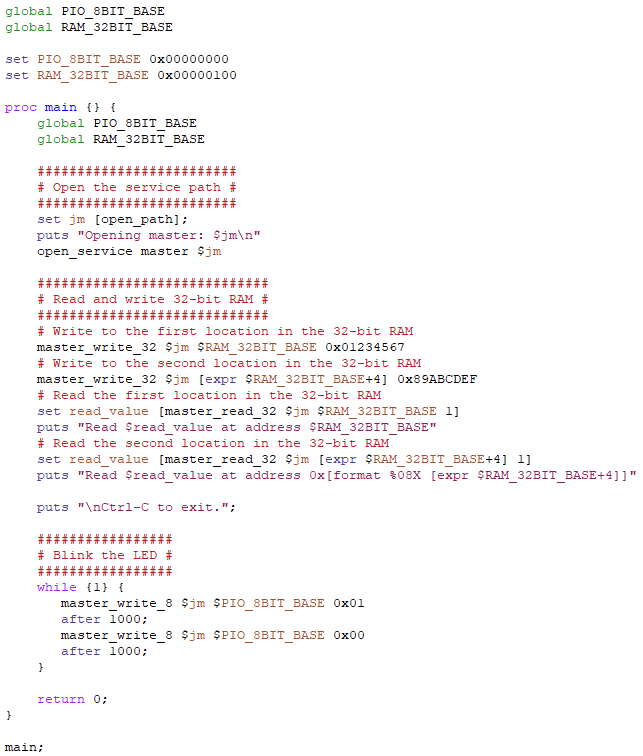 global PIO_8BIT_BASE
global RAM_32BIT_BASE
set PIO_8BIT_BASE 0x00000000
set RAM_32BIT_BASE 0x00000100
proc main {} {
global PIO_8BIT_BASE
global RAM_32BIT_BASE
#########################
# Open the service path #
#########################
set jm [open_path];
puts "Opening master: $jm\n"
open_service master $jm
#############################
# Read and write 32-bit RAM #
#############################
# Write to the first location in the 32-bit RAM
master_write_32 $jm $RAM_32BIT_BASE 0x01234567
# Write to the second location in the 32-bit RAM
master_write_32 $jm [expr $RAM_32BIT_BASE+4] 0x89ABCDEF
# Read the first location in the 32-bit RAM
set read_value [master_read_32 $jm $RAM_32BIT_BASE 1]
puts "Read $read_value at address $RAM_32BIT_BASE"
# Read the second location in the 32-bit RAM
set read_value [master_read_32 $jm [expr $RAM_32BIT_BASE+4] 1]
puts "Read $read_value at address 0x[format %08X [expr $RAM_32BIT_BASE+4]]"
puts "\nCtrl-C to exit.";
#################
# Blink the LED #
#################
while {1} {
master_write_8 $jm $PIO_8BIT_BASE 0x01
after 1000;
master_write_8 $jm $PIO_8BIT_BASE 0x00
after 1000;
}
return 0;
}
main;